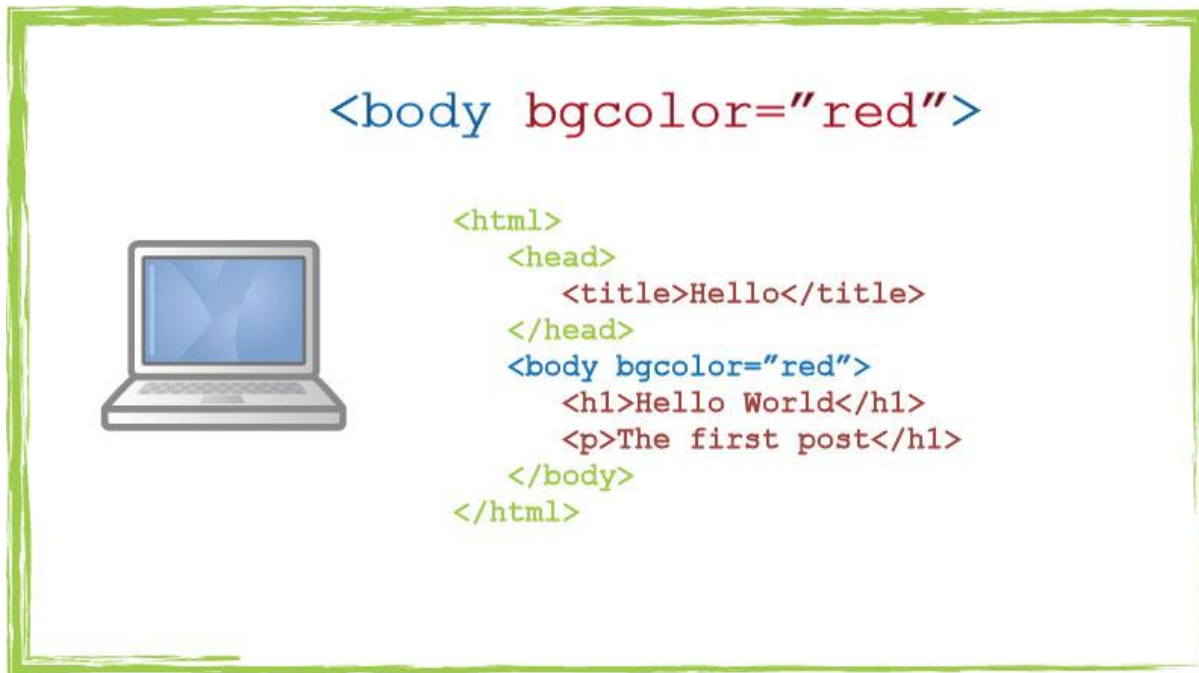 <body bgcolor=”red”>
<html>
<head>
<title>Hello</title>
</head>
<body bgcolor=”red”>
<h1>Hello World</h1>
<p>The first post</h1>
</body>
</html>